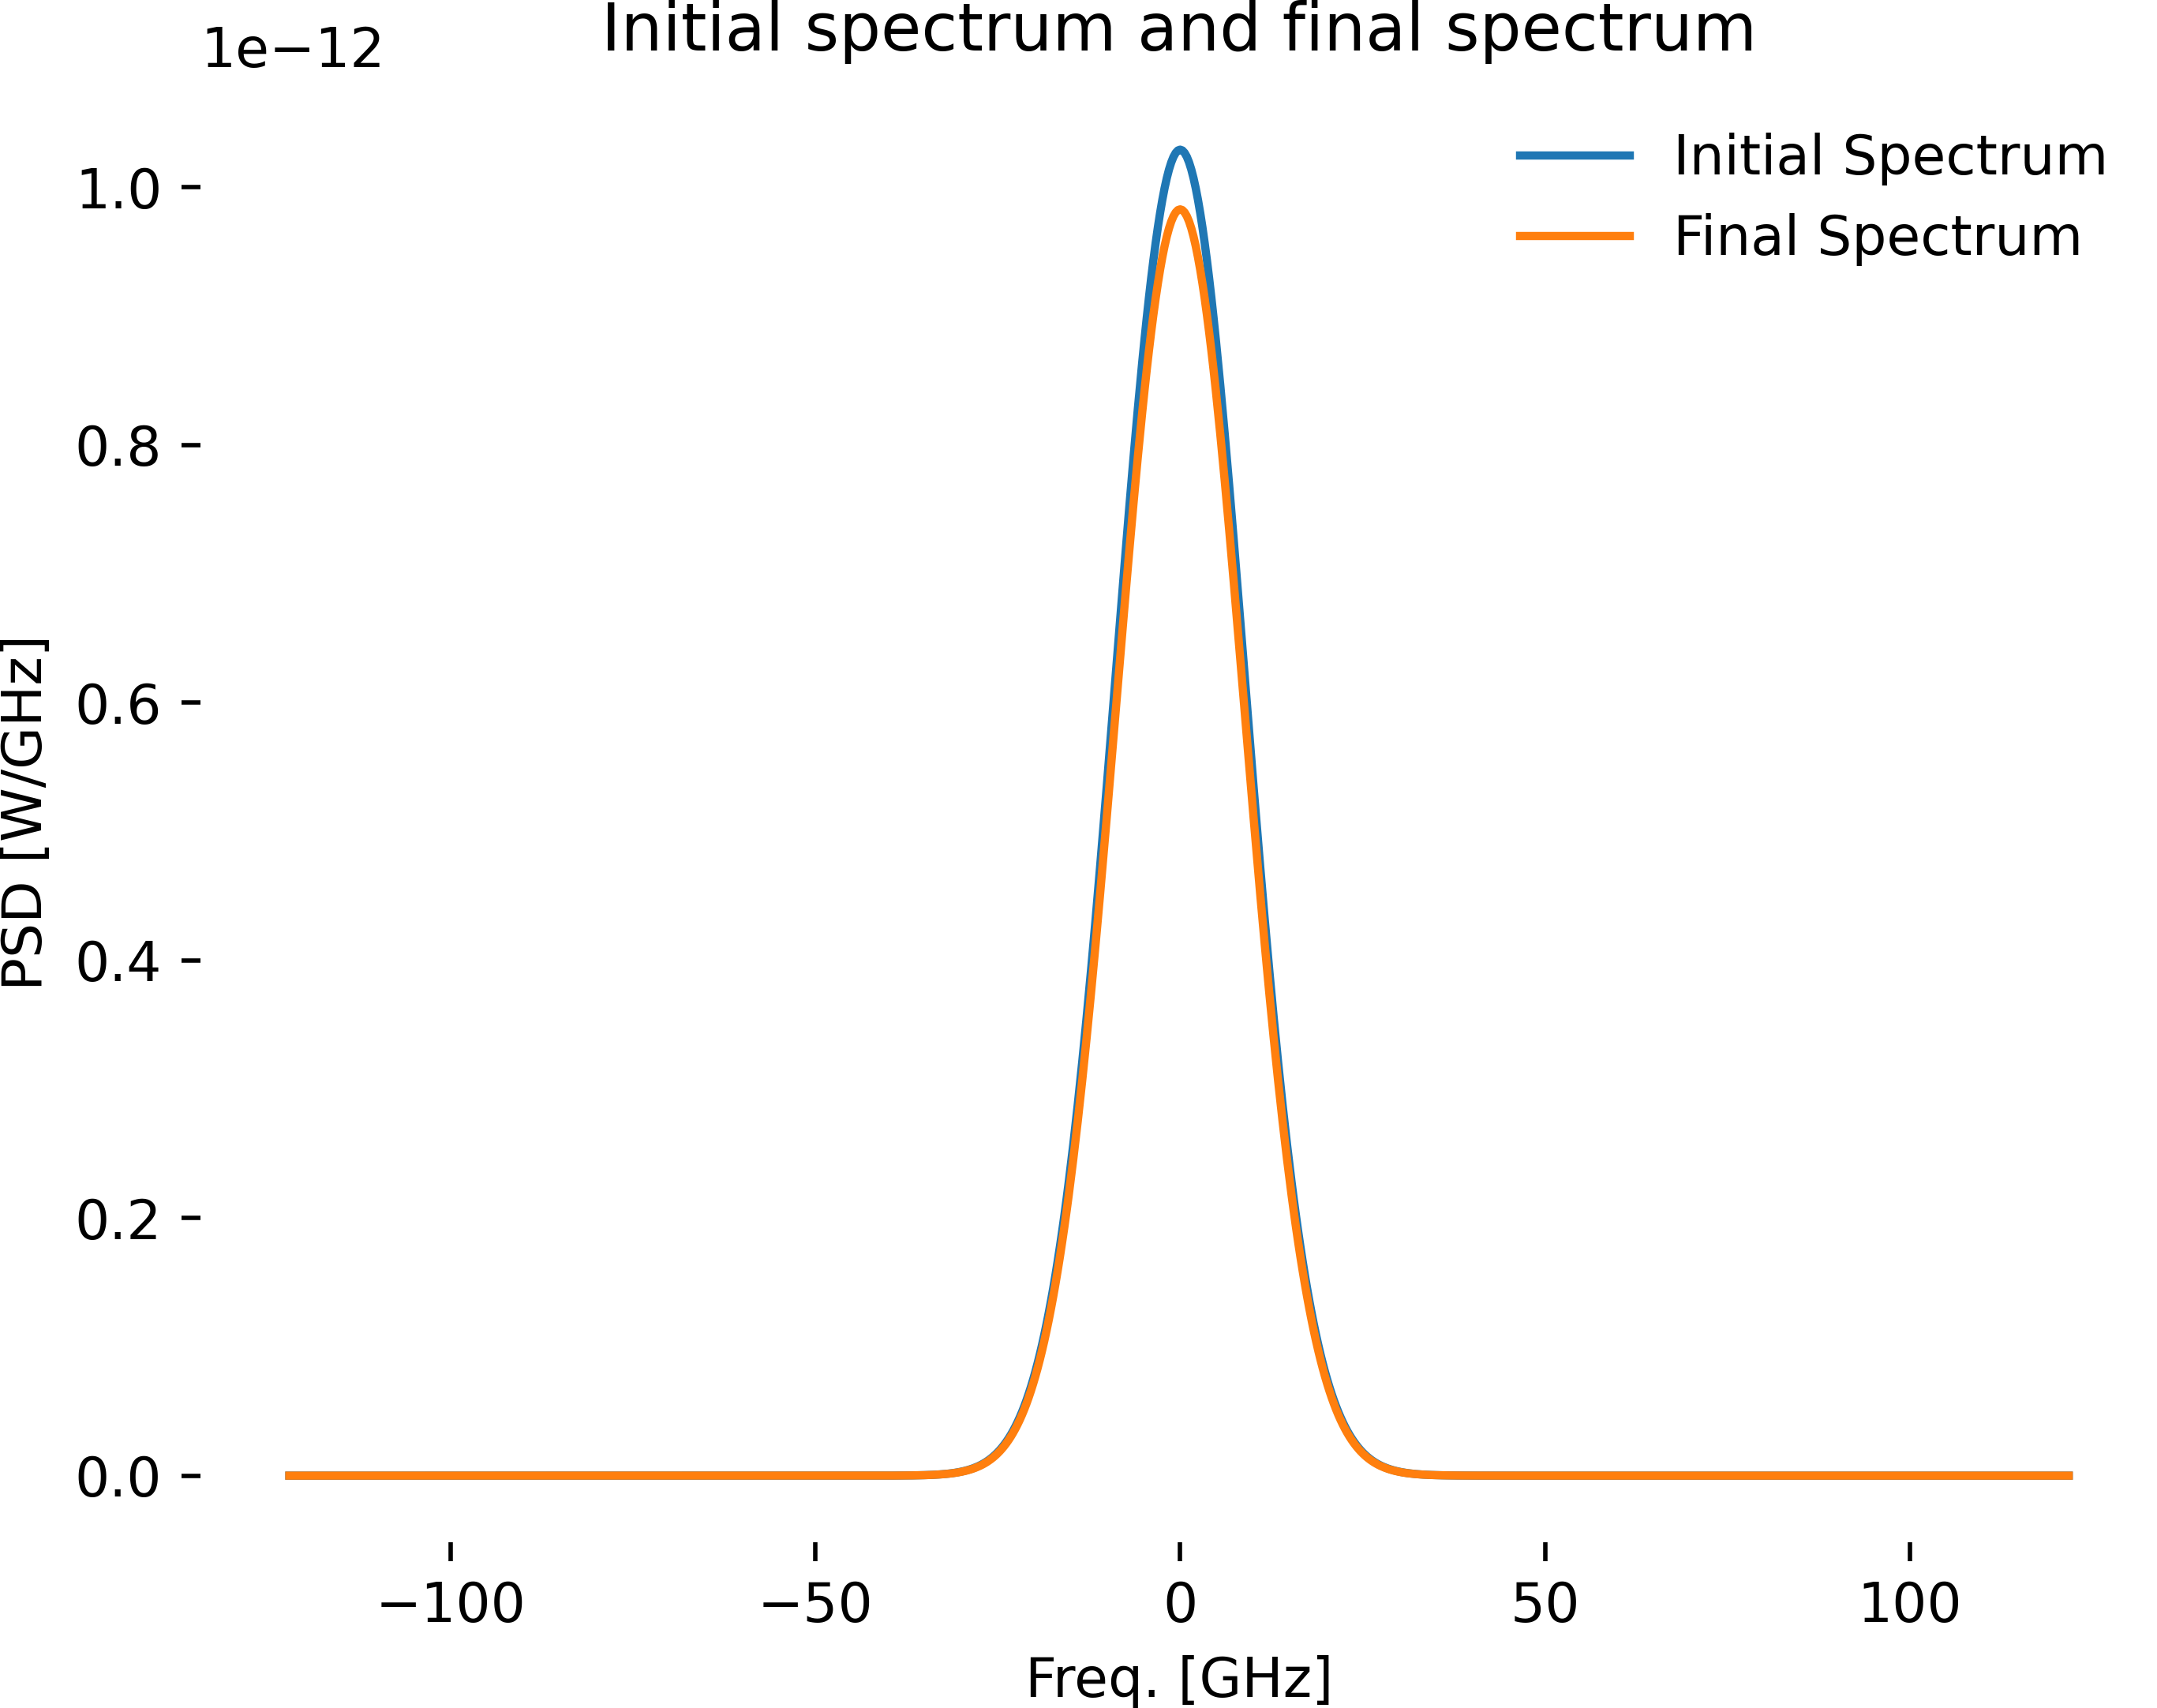 Initial spectrum and final spectrum
1e−12
Initial Spectrum
Final Spectrum
1.0
0.8
0.6
0.4
0.2
0.0
PSD [W/GHz]
−100
−50
0
50
100
Freq. [GHz]